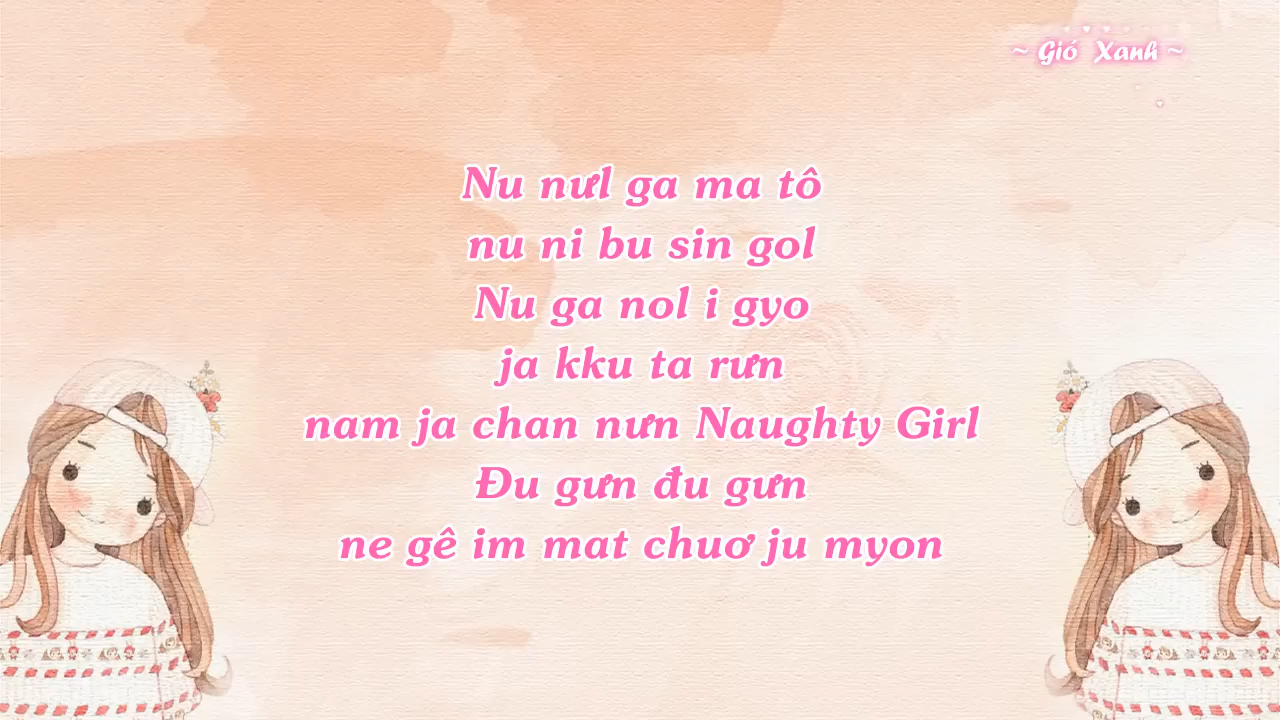 ~ Gió Xanh ~
Nu nưl ga ma tô
nu ni bu sin gol
Nu ga nol i gyo
ja kku ta rưn
nam ja chan nưn Naughty Girl
Đu gưn đu gưn
ne gê im mat chuơ ju myon